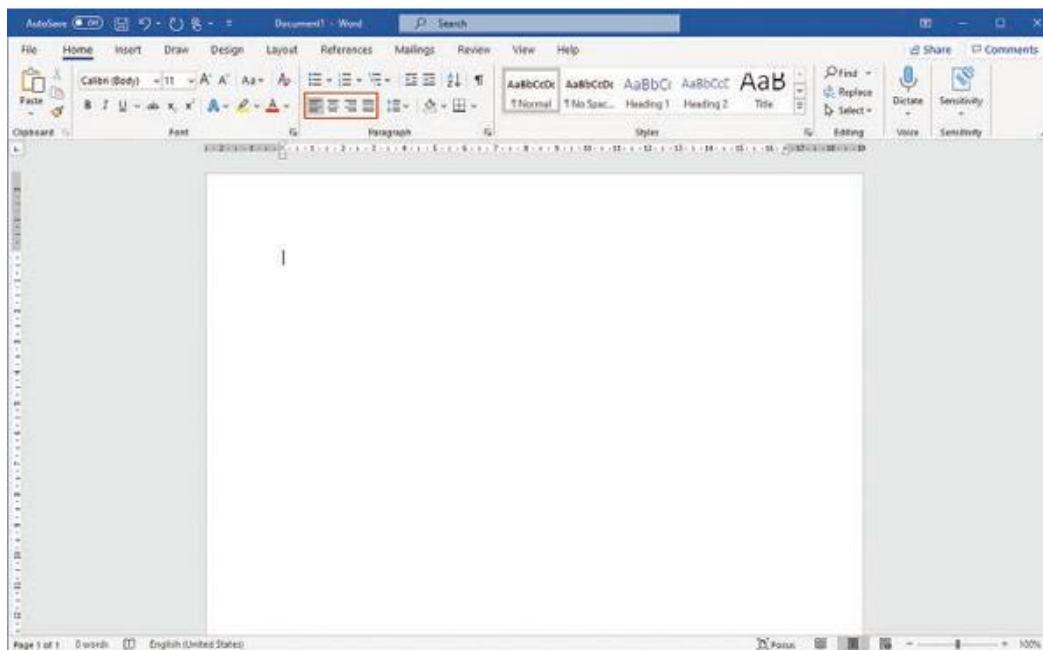 AutoSave Off Document1 - Word Search
File Home Insert Draw Design Layout References Mailings Review View Help Share Comments
Paste Calibri (Body) 11 A A Aa A ¶ AaBbCcDc AaBbCcDc AaBbCc AaBbCcC AaB Find Replace Select Dictate Sensitivity
B I U ab x x A A ¶ Normal ¶ No Spac... Heading 1 Heading 2 Title
Clipboard Font Paragraph Styles Editing Voice Sensitivity
Page 1 of 1 0 words English (United States) Focus 100%